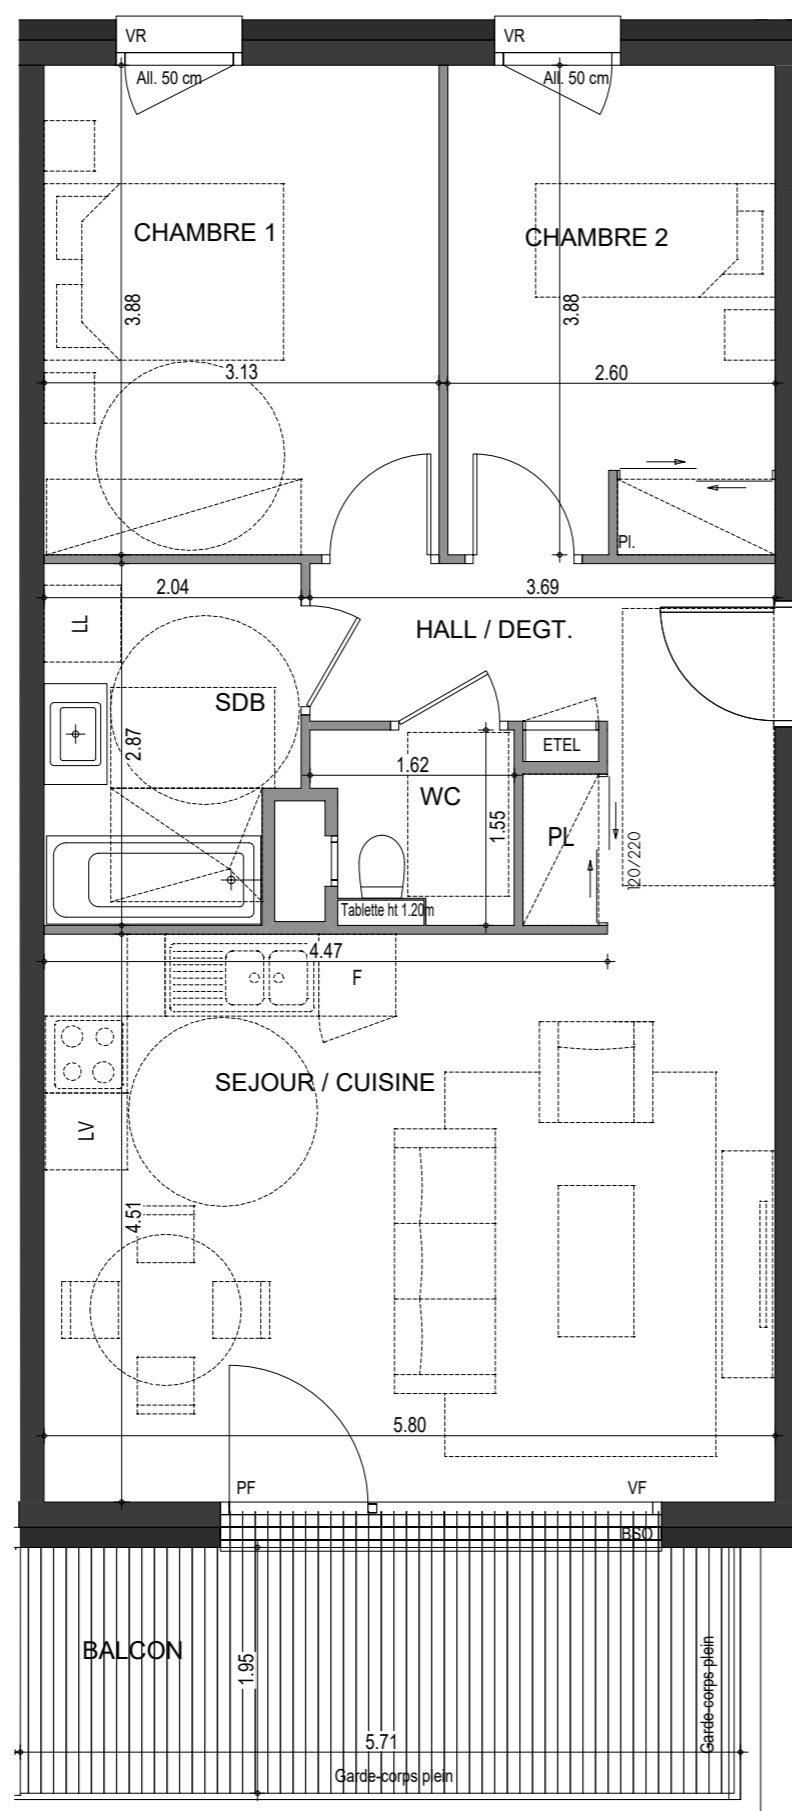 VR
VR
All. 50 cm
All. 50 cm
CHAMBRE 1
CHAMBRE 2
3.88
3.88
3.13
2.60
Pl.
2.04
3.69
LL
HALL / DEGT.
SDB
2.87
ETEL
1.62
WC
1.55
PL
120/220
Tablette ht 1.20m
4.47
F
SEJOUR / CUISINE
LV
4.51
5.80
PF
VF
BSO
BALCON
1.95
Garde-corps plein
5.71
Garde-corps plein